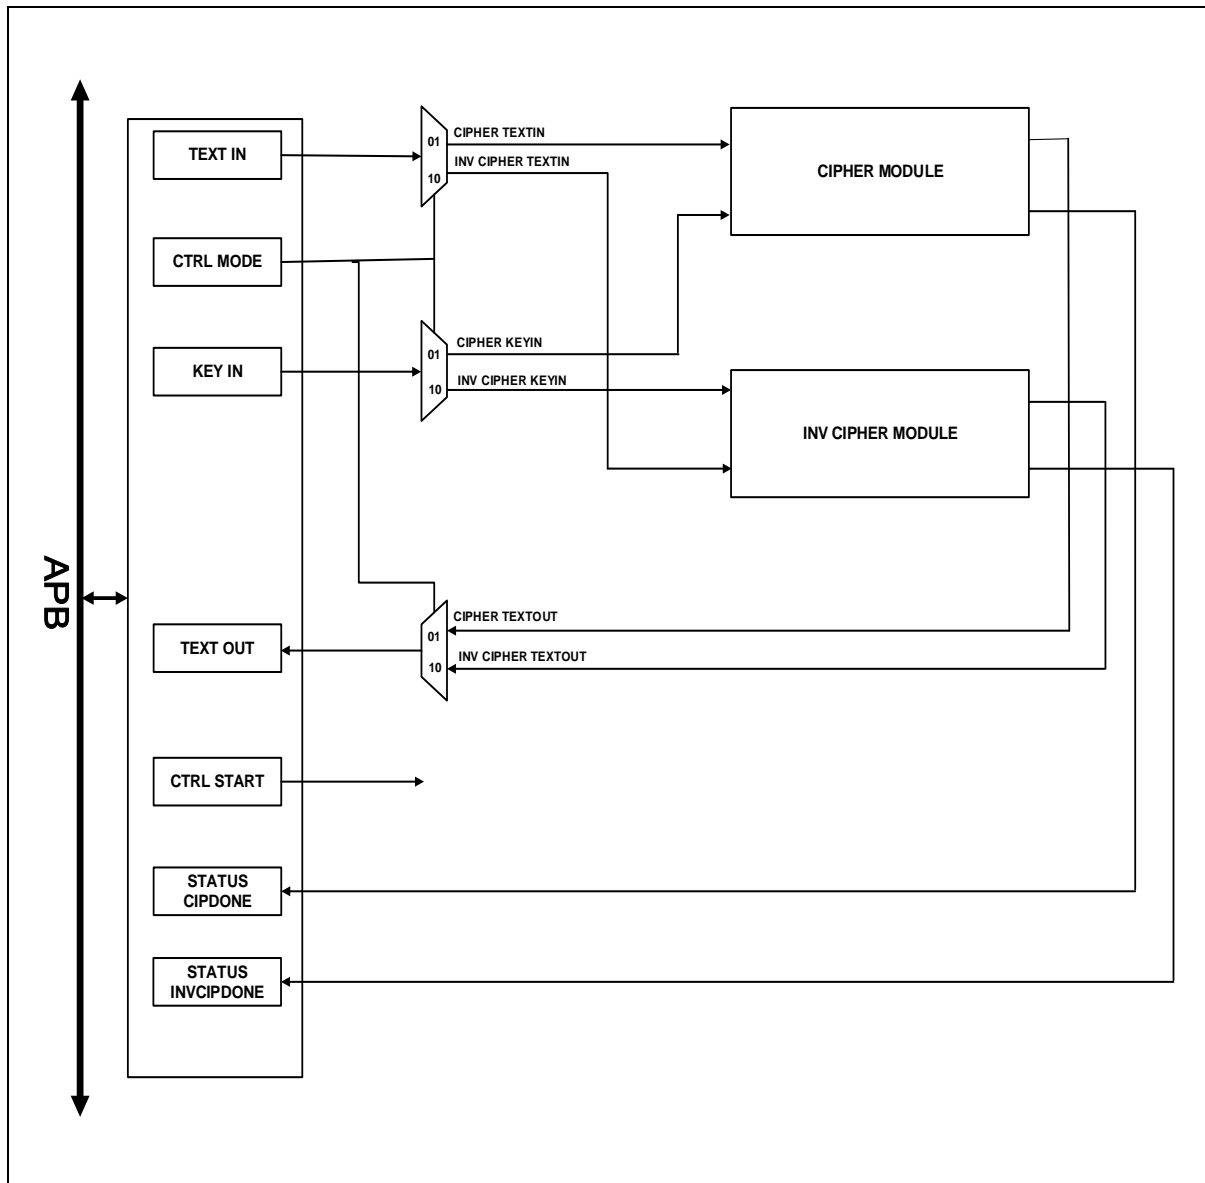 TEXT IN
01
10
CIPHER TEXTIN
INV CIPHER TEXTIN
CIPHER MODULE
CTRL MODE
KEY IN
01
10
CIPHER KEYIN
INV CIPHER KEYIN
INV CIPHER MODULE
APB
TEXT OUT
01
10
CIPHER TEXTOUT
INV CIPHER TEXTOUT
CTRL START
STATUS
CIPDONE
STATUS
INVCIPDONE